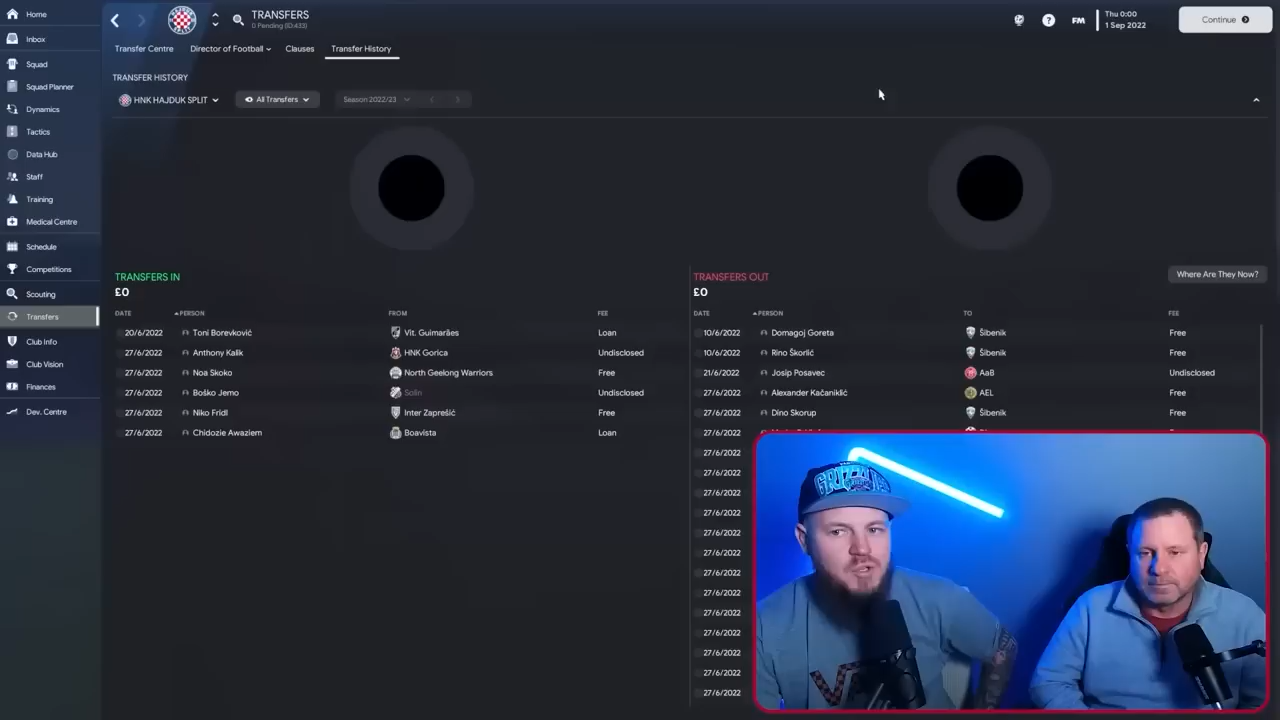 Home
Inbox
Squad
Squad Planner
Dynamics
Tactics
Data Hub
Staff
Training
Medical Centre
Schedule
Competitions
Scouting
Transfers
Club Info
Club Vision
Finances
Dev. Centre
TRANSFERS
0 Pending (ID:433)
FM
Thu 0:00
1 Sep 2022
Continue
Transfer Centre Director of Football Clauses Transfer History
TRANSFER HISTORY
HNK HAJDUK SPLIT All Transfers Season 2022/23
TRANSFERS IN
£0
DATE PERSON FROM FEE
20/6/2022 Toni Borevković Vit. Guimarães Loan
27/6/2022 Anthony Kalik HNK Gorica Undisclosed
27/6/2022 Noa Skoko North Geelong Warriors Free
27/6/2022 Boško Jemo Solin Undisclosed
27/6/2022 Niko Fridl Inter Zaprešić Free
27/6/2022 Chidozie Awaziem Boavista Loan
TRANSFERS OUT
Where Are They Now?
£0
DATE PERSON TO FEE
10/6/2022 Domagoj Goreta Šibenik Free
10/6/2022 Rino Škorlić Šibenik Free
21/6/2022 Josip Posavec AaB Undisclosed
27/6/2022 Alexander Kačaniklić AEL Free
27/6/2022 Dino Skorup Šibenik Free
27/6/2022
27/6/2022
27/6/2022
27/6/2022
27/6/2022
27/6/2022
27/6/2022
27/6/2022
27/6/2022
27/6/2022
27/6/2022
27/6/2022
27/6/2022
27/6/2022
GRIZZLIES